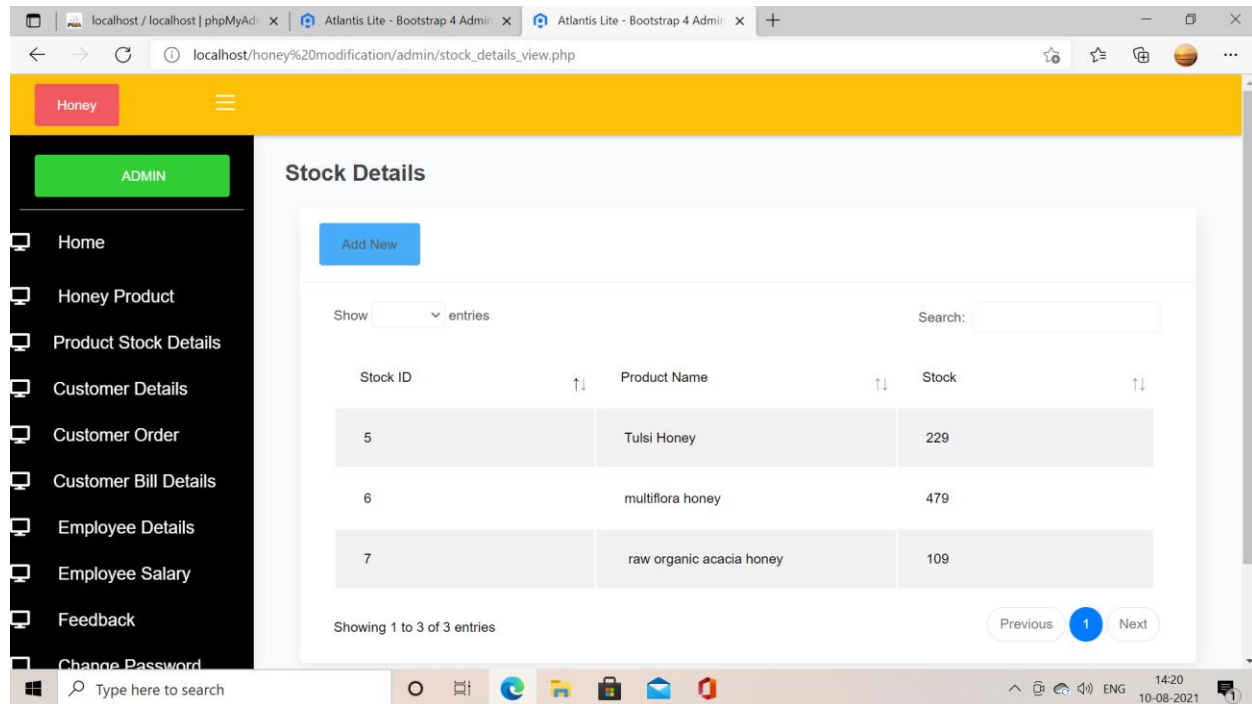 localhost / localhost | phpMyAdr
Atlantis Lite - Bootstrap 4 Admin
Atlantis Lite - Bootstrap 4 Admin
localhost/honey%20modification/admin/stock_details_view.php
Honey
ADMIN
Home
Honey Product
Product Stock Details
Customer Details
Customer Order
Customer Bill Details
Employee Details
Employee Salary
Feedback
Change Password
Stock Details
Add New
Show entries Search:
Stock ID Product Name Stock
5 Tulsi Honey 229
6 multiflora honey 479
7 raw organic acacia honey 109
Showing 1 to 3 of 3 entries Previous 1 Next
Type here to search
ENG
14:20
10-08-2021
1